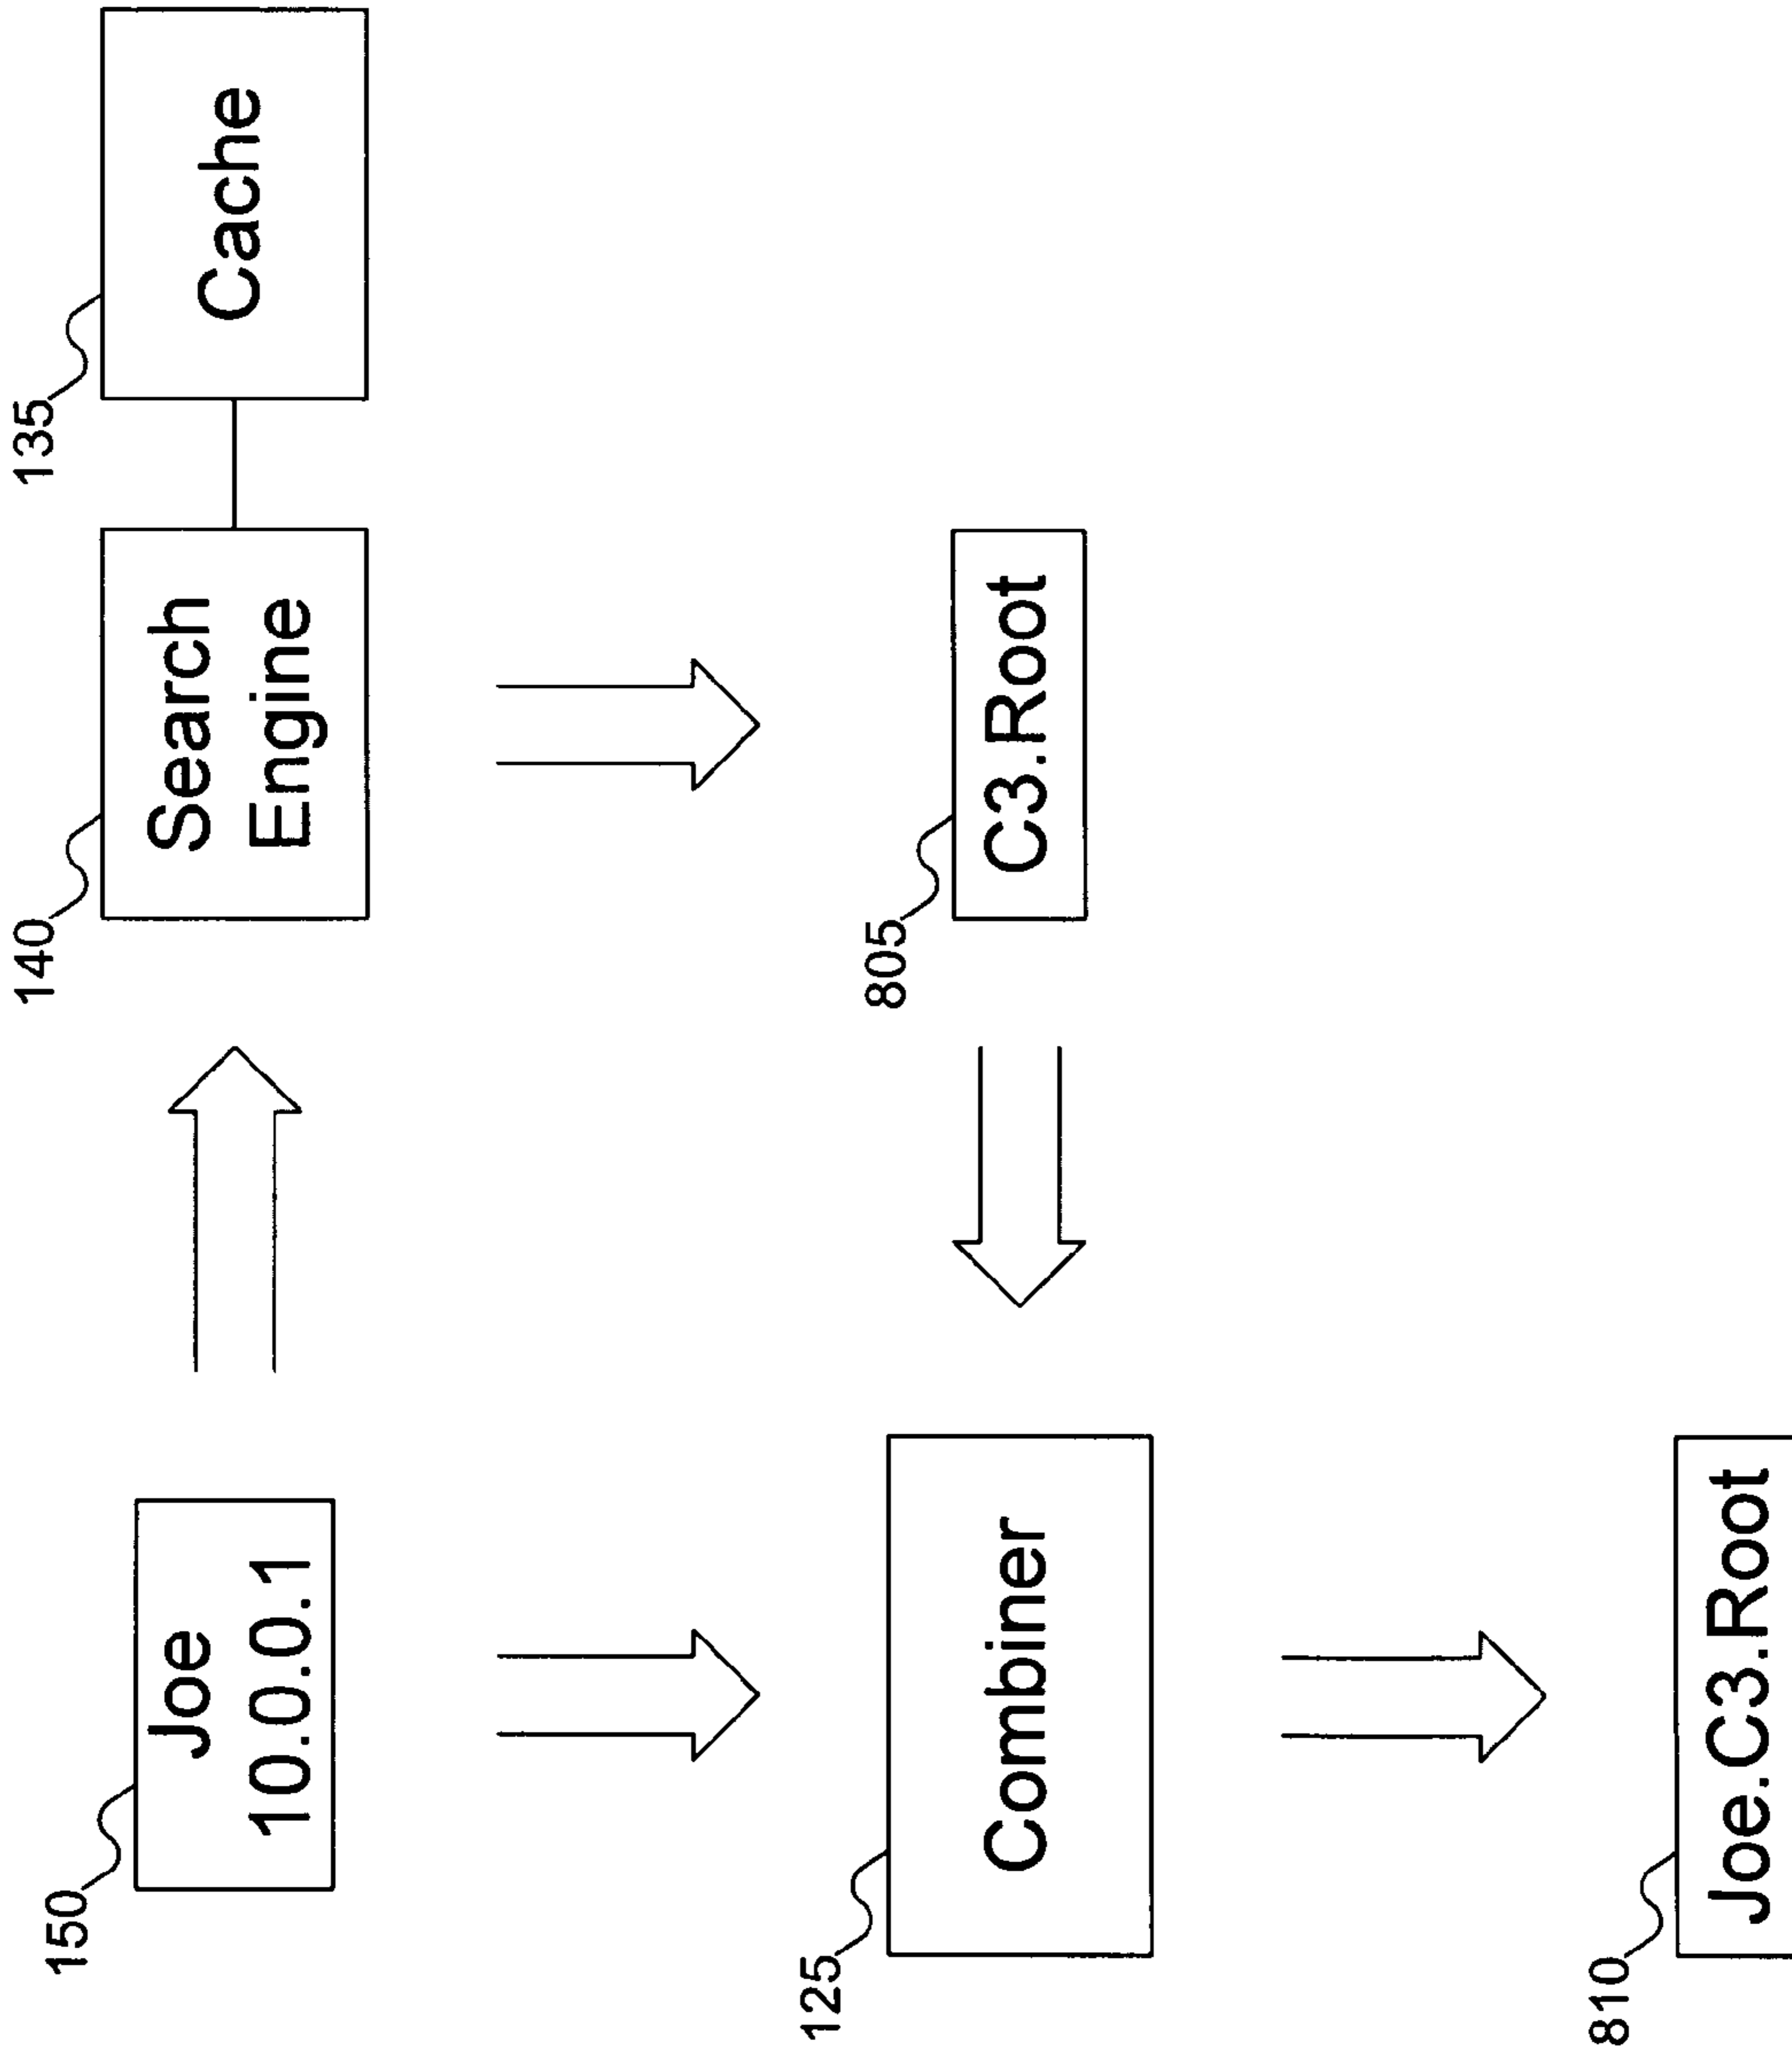 150
Joe
10.0.0.1
140
Search
Engine
135
Cache
125
Combiner
805
C3.Root
810
Joe.C3.Root